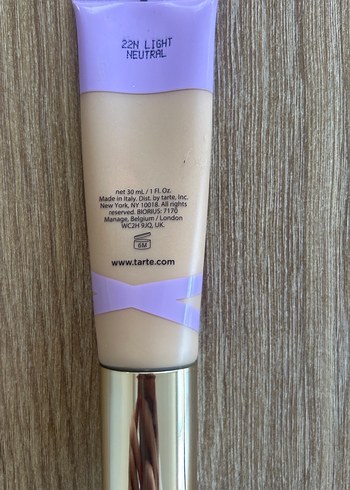 22N LIGHT
NEUTRAL
net 30 mL / 1 Fl. Oz.
Made in Italy. Dist. by tarte, Inc.
New York, NY 10018. All rights
reserved. BIORIUS: 7170
Manage. Belgium / London
WC2H 9JQ, UK.
6M
www.tarte.com